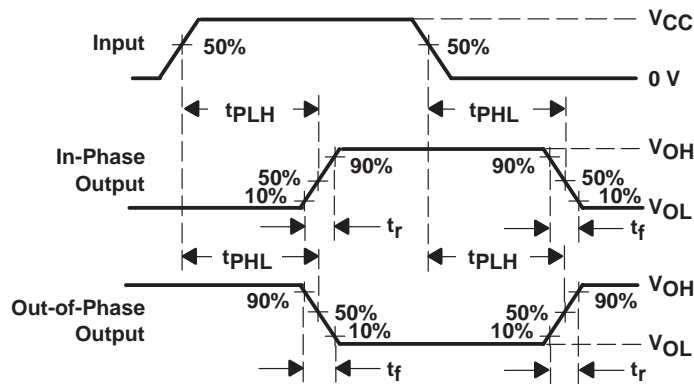 Input
50%
50%
VCC
0 V
tPLH
tPHL
In-Phase
Output
50%
10%
90%
90%
50%
10%
VOH
VOL
tr
tf
tPHL
tPLH
Out-of-Phase
Output
90%
50%
10%
50%
10%
90%
VOH
VOL
tf
tr